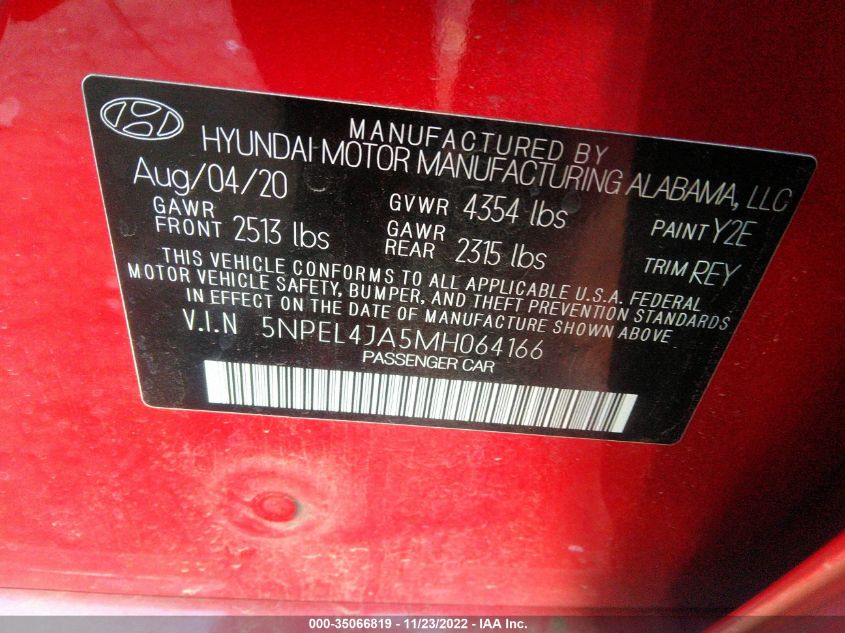 MANUFACTURED BY
HYUNDAI MOTOR MANUFACTURING ALABAMA, LLC
Aug/04/20
GVWR 4354 lbs
PAINT Y2E
GAWR
FRONT 2513 lbs
GAWR
REAR 2315 lbs
TRIM REY
THIS VEHICLE CONFORMS TO ALL APPLICABLE U.S.A. FEDERAL
MOTOR VEHICLE SAFETY, BUMPER, AND THEFT PREVENTION STANDARDS
IN EFFECT ON THE DATE OF MANUFACTURE SHOWN ABOVE
V.I.N 5NPEL4JA5MH064166
PASSENGER CAR
000-35066819 - 11/23/2022 - IAA Inc.